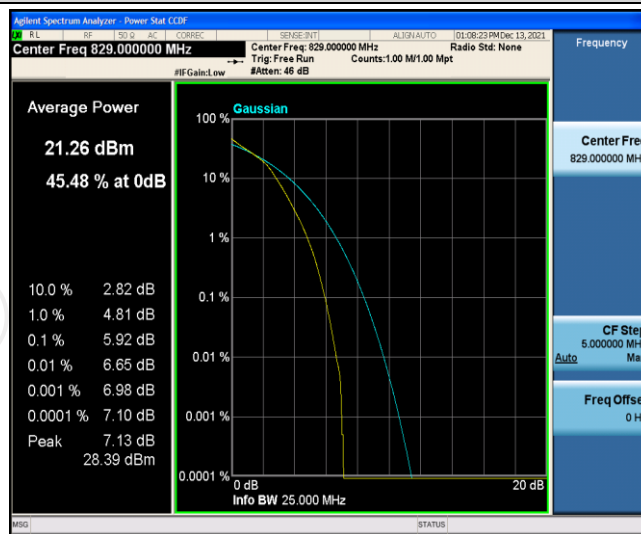 Agilent Spectrum Analyzer - Power Stat CCDF
RL RF 50 Ω AC CORREC SENSE:INT ALIGN AUTO 01:08:23 PM Dec 13, 2021
Center Freq 829.000000 MHz
Center Freq: 829.000000 MHz Radio Std: None
Trig: Free Run Counts:1.00 M/1.00 Mpt
#IFGain:Low #Atten: 46 dB
Frequency
Average Power
21.26 dBm
45.48 % at 0dB
10.0 % 2.82 dB
1.0 % 4.81 dB
0.1 % 5.92 dB
0.01 % 6.65 dB
0.001 % 6.98 dB
0.0001 % 7.10 dB
Peak 7.13 dB
28.39 dBm
Gaussian
100 %
10 %
1 %
0.1 %
0.01 %
0.001 %
0.0001 %
0 dB 20 dB
Info BW 25.000 MHz
Center Fre
829.000000 MH
CF Ste
5.000000 MH
Auto Ma
Freq Offse
0 H
MSG STATUS